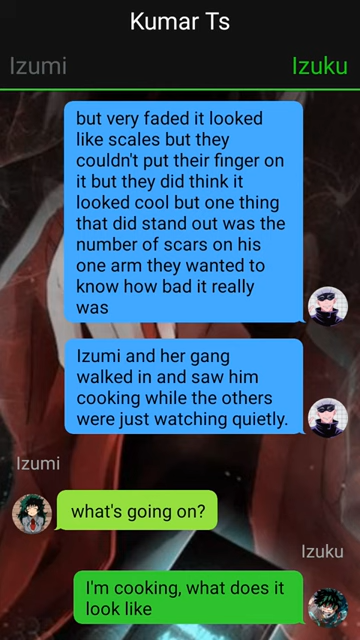 Kumar Ts
Izumi
Izuku
but very faded it looked
like scales but they
couldn't put their finger on
it but they did think it
looked cool but one thing
that did stand out was the
number of scars on his
one arm they wanted to
know how bad it really
was
Izumi and her gang
walked in and saw him
cooking while the others
were just watching quietly.
Izumi
what's going on?
Izuku
I'm cooking, what does it
look like